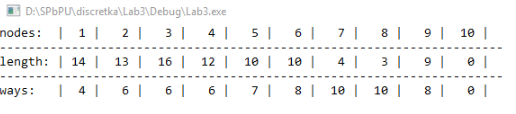 D:\SPbPU\discretka\Lab3\Debug\Lab3.exe
nodes: | 1 | 2 | 3 | 4 | 5 | 6 | 7 | 8 | 9 | 10 |
length: | 14 | 13 | 16 | 12 | 10 | 10 | 4 | 3 | 9 | 0 |
ways: | 4 | 6 | 6 | 6 | 7 | 8 | 10 | 10 | 8 | 0 |